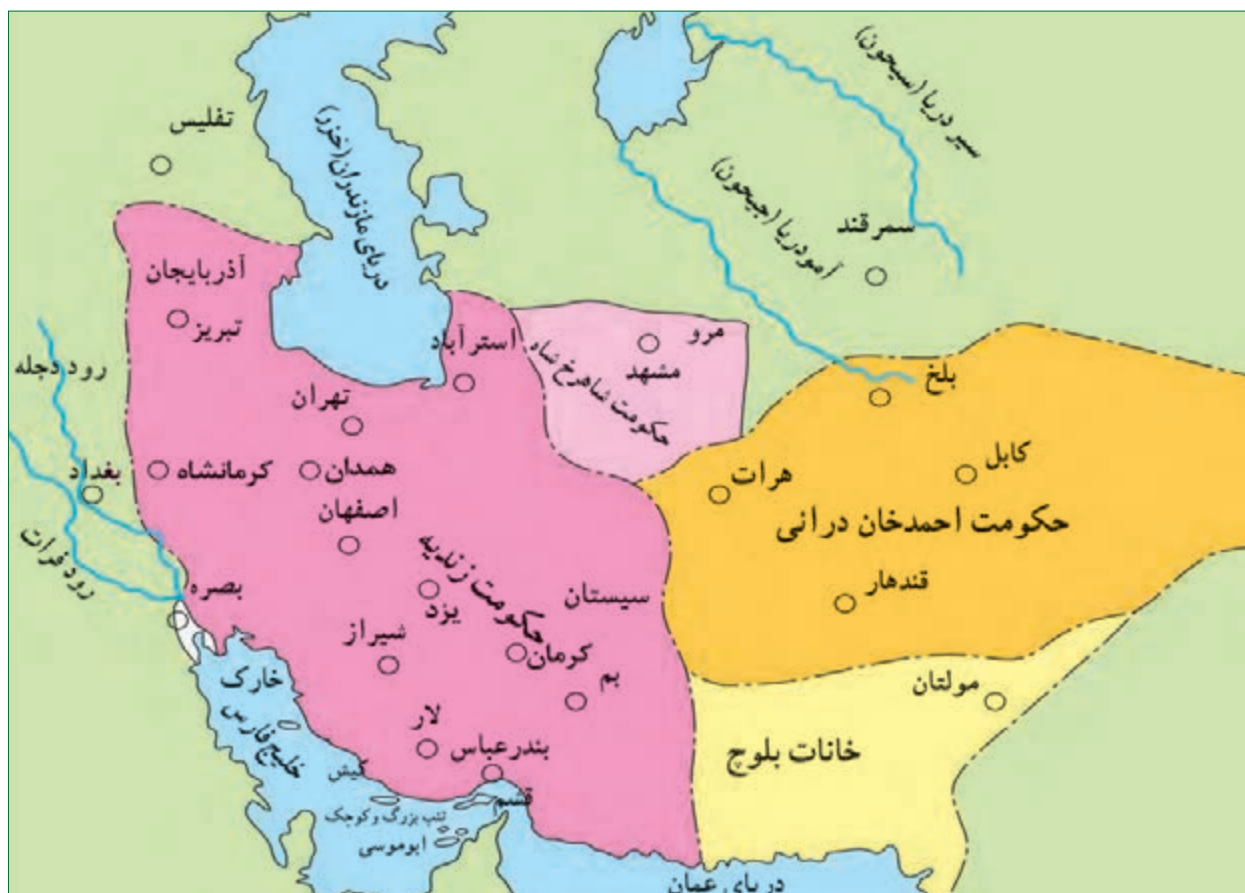 سیر دریا (سیحون)
تفلیس
دریای مازندران (خزر)
آمودریا (جیحون)
سمرقند
آذربایجان
تبریز
استرآباد
مرو
مشهد
حکومت شاهرخ شاه
رود دجله
بلخ
تهران
کابل
بغداد
کرمانشاه
همدان
هرات
اصفهان
حکومت احمدخان درانی
رود فرات
حکومت زندیه
بصره
یزد
سیستان
قندهار
شیراز
کرمان
بم
خارک
مولتان
خلیج فارس
لار
بندرعباس
خانات بلوچ
کیش
قشم
تنب بزرگ و کوچک
ابوموسی
دریای عمان